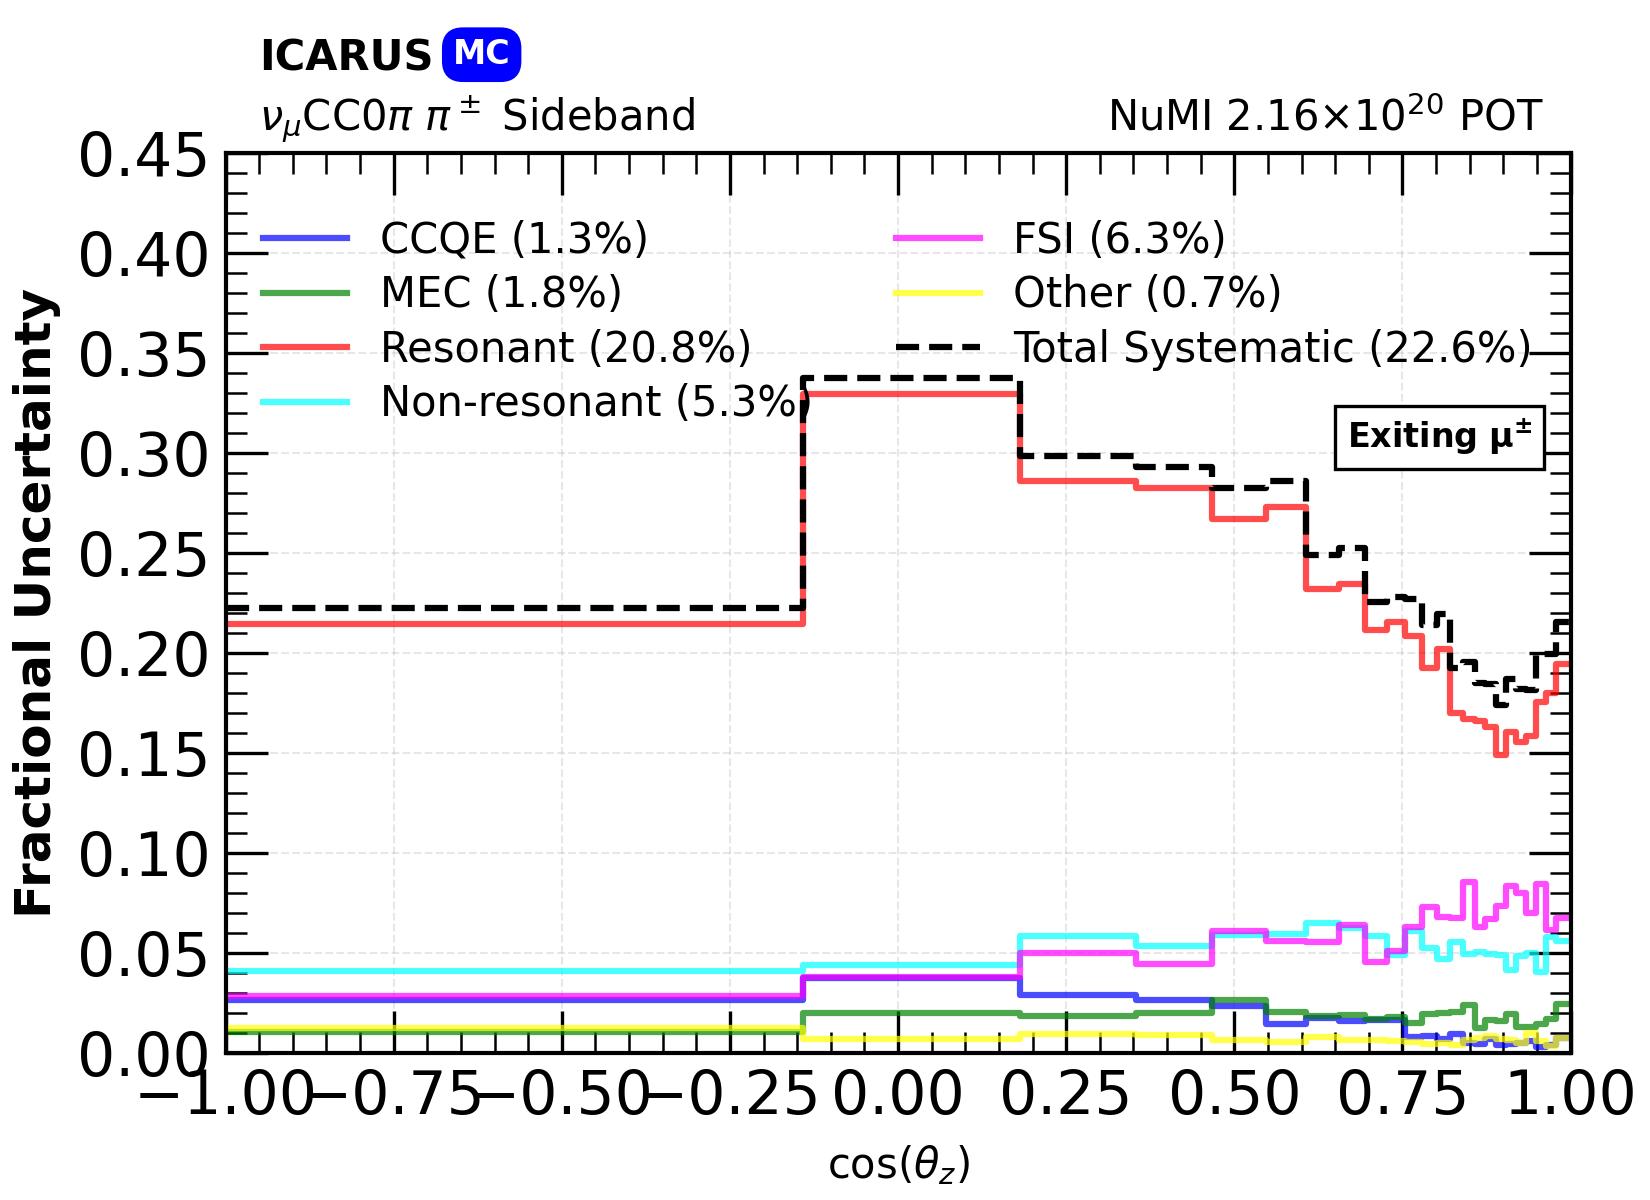 ICARUS MC
νμCC0π π± Sideband
NuMI 2.16×10²⁰ POT
0.45
0.40
0.35
0.30
0.25
0.20
0.15
0.10
0.05
0.00
Fractional Uncertainty
CCQE (1.3%)
MEC (1.8%)
Resonant (20.8%)
Non-resonant (5.3%)
FSI (6.3%)
Other (0.7%)
Total Systematic (22.6%)
Exiting μ±
−1.00 −0.75 −0.50 −0.25 0.00 0.25 0.50 0.75 1.00
cos(θz)